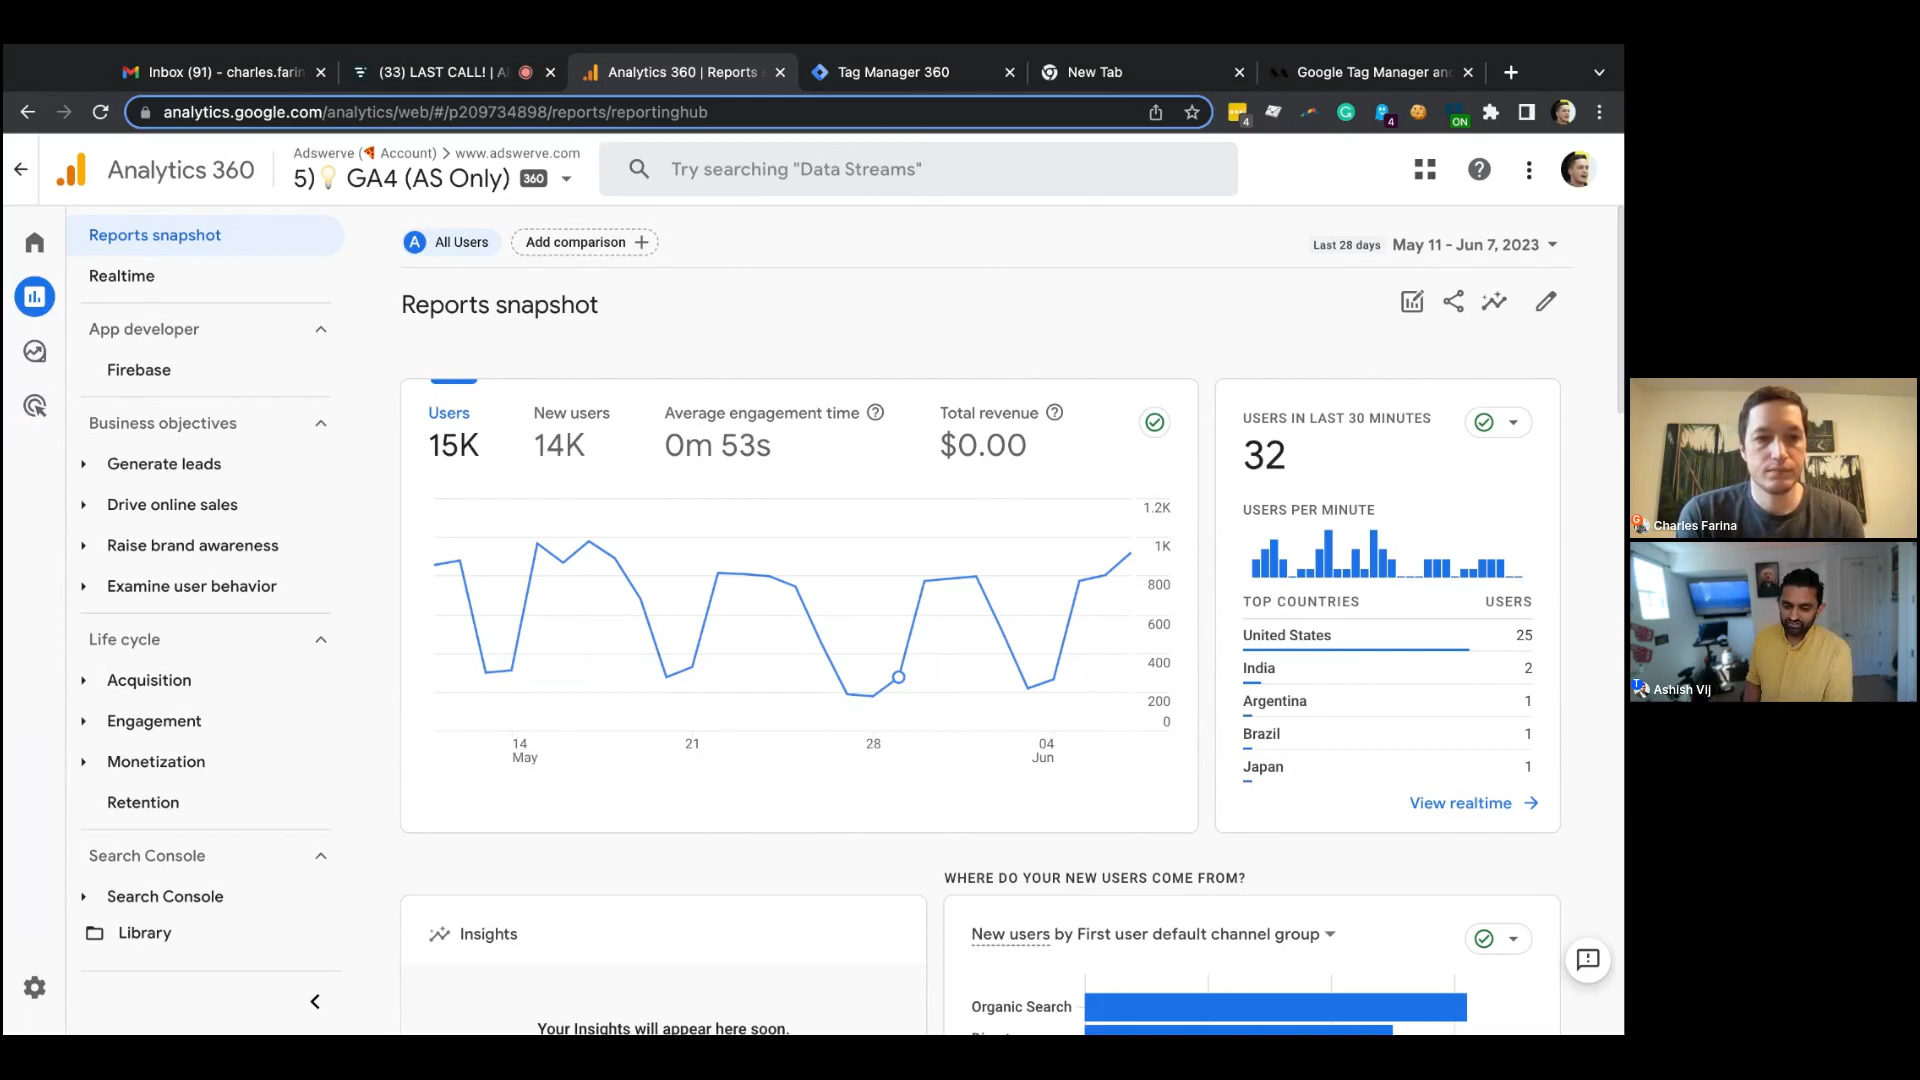 Inbox (91) - charles.farin
(33) LAST CALL! | A
Analytics 360 | Reports
Tag Manager 360
New Tab
Google Tag Manager and
analytics.google.com/analytics/web/#/p209734898/reports/reportinghub
4
4
ON
Analytics 360
Adswerve (🍕 Account) > www.adswerve.com
5)💡 GA4 (AS Only) 360
Try searching "Data Streams"
Reports snapshot
Realtime
App developer
Firebase
Business objectives
Generate leads
Drive online sales
Raise brand awareness
Examine user behavior
Life cycle
Acquisition
Engagement
Monetization
Retention
Search Console
Search Console
Library
A All Users
Add comparison +
Last 28 days May 11 - Jun 7, 2023
Reports snapshot
Users
15K
New users
14K
Average engagement time
0m 53s
Total revenue
$0.00
1.2K
1K
800
600
400
200
0
14
May
21
28
04
Jun
USERS IN LAST 30 MINUTES
32
USERS PER MINUTE
TOP COUNTRIES USERS
United States 25
India 2
Argentina 1
Brazil 1
Japan 1
View realtime
Insights
Your Insights will appear here soon.
WHERE DO YOUR NEW USERS COME FROM?
New users by First user default channel group
Organic Search
Charles Farina
Ashish Vij